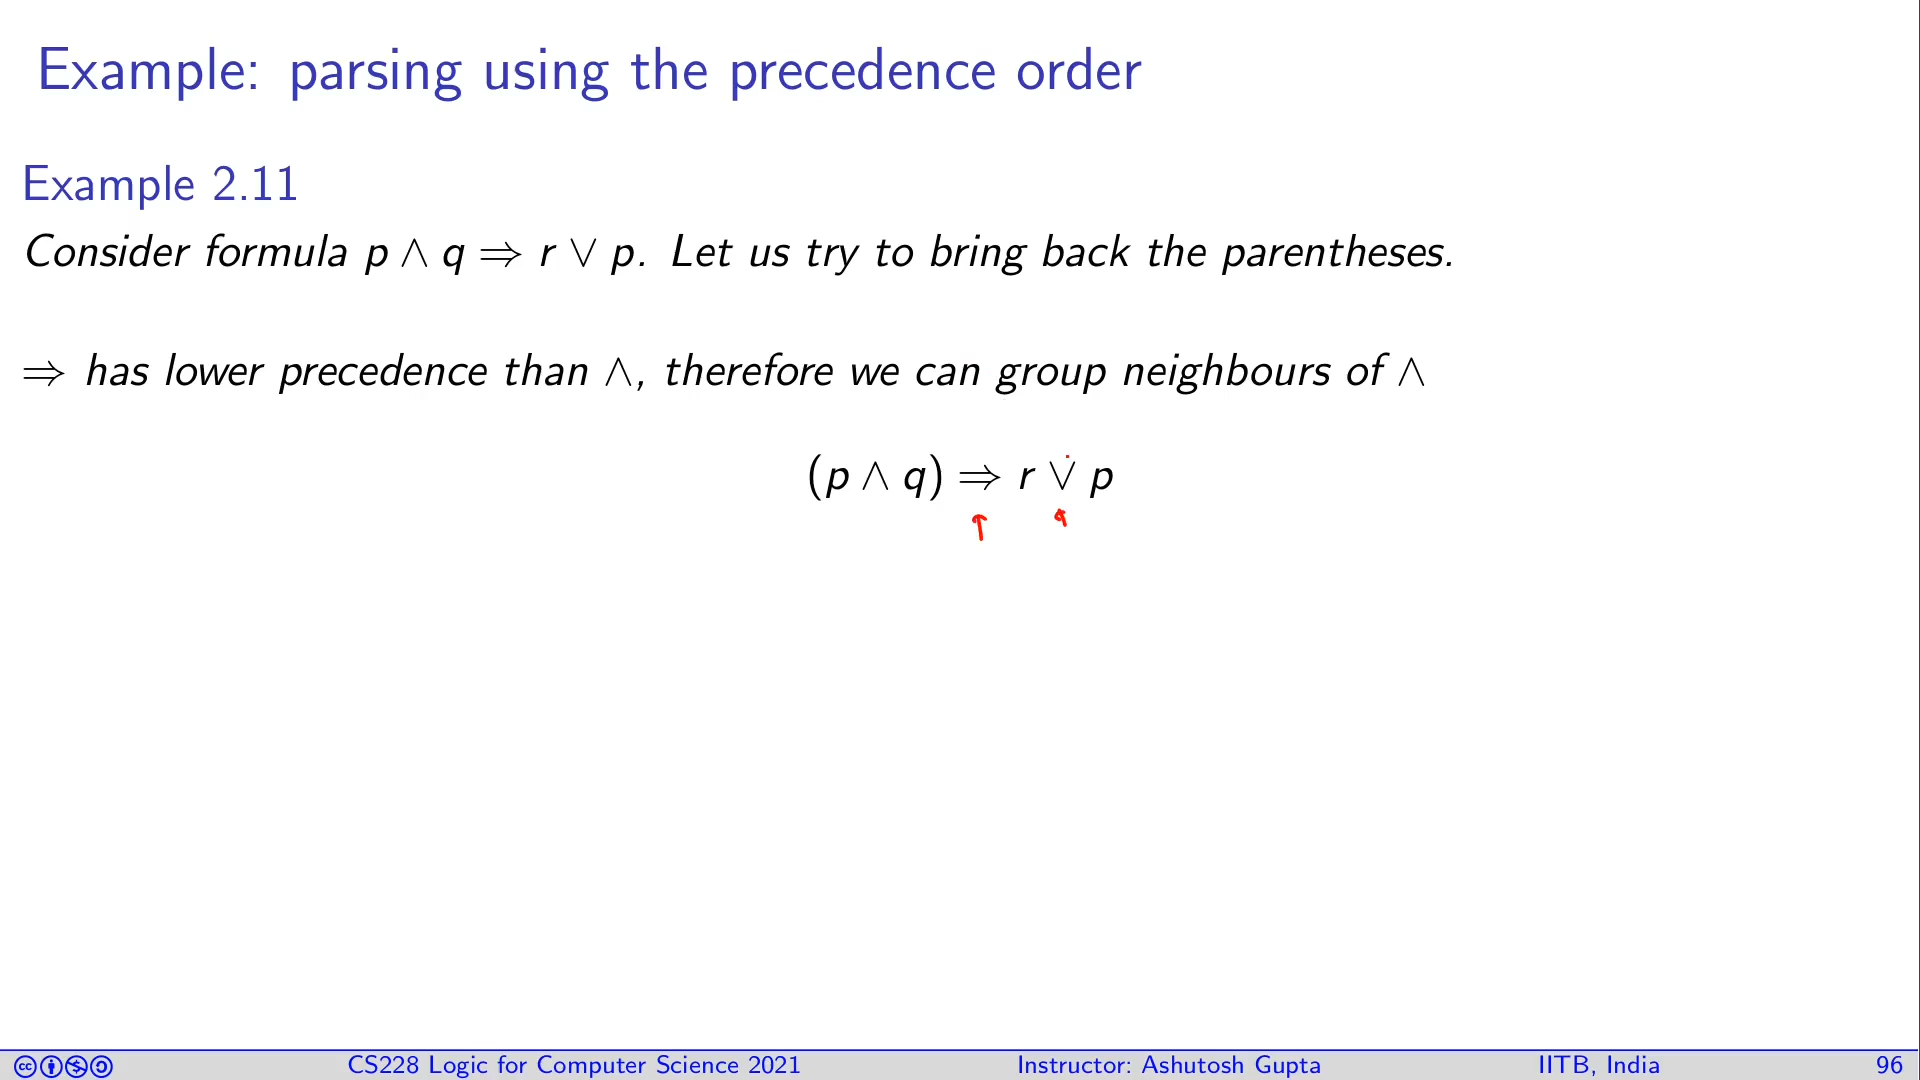 Example: parsing using the precedence order
Example 2.11
Consider formula p ∧ q ⇒ r ∨ p. Let us try to bring back the parentheses.
⇒ has lower precedence than ∧, therefore we can group neighbours of ∧
(p ∧ q) ⇒ r ∨ p
CS228 Logic for Computer Science 2021 Instructor: Ashutosh Gupta IITB, India 96